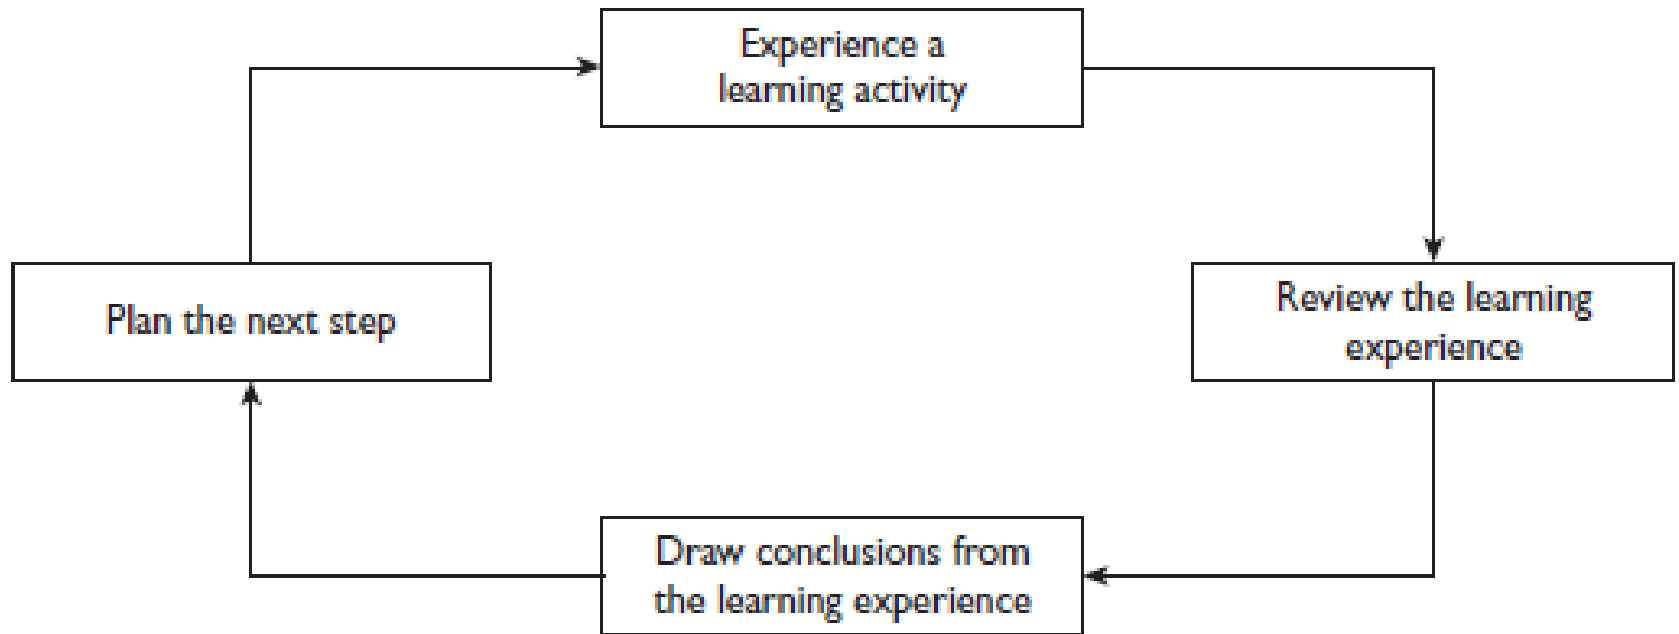 Experience a
learning activity
Plan the next step
Review the learning
experience
Draw conclusions from
the learning experience